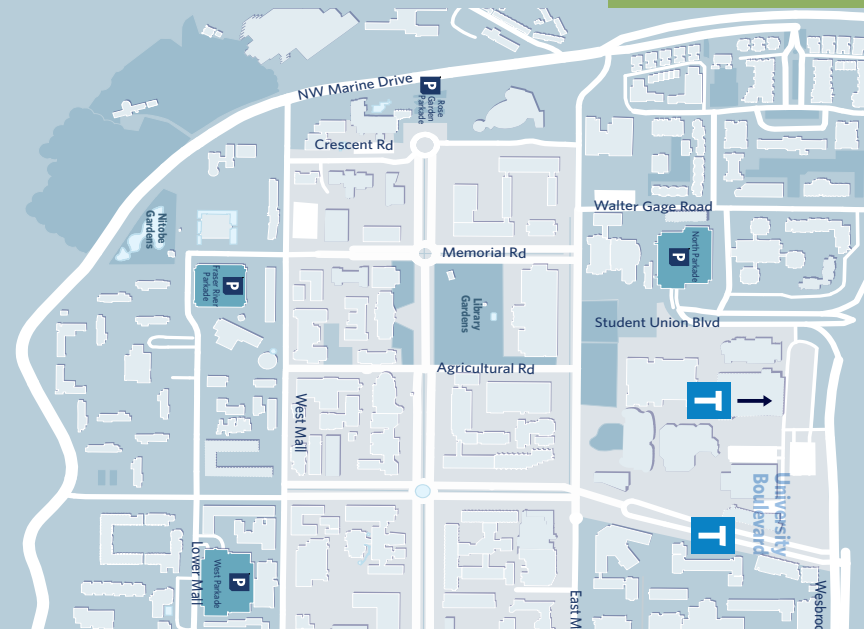 NW Marine Drive
P
Rose
Garden
Parkade
Crescent Rd
Walter Gage Road
Nitobe
Gardens
Memorial Rd
North Parkade
P
Fraser River
Parkade
P
Library
Gardens
Student Union Blvd
Agricultural Rd
T
West Mall
University
Boulevard
T
Lower Mall
West Parkade
P
East M
Wesbroo